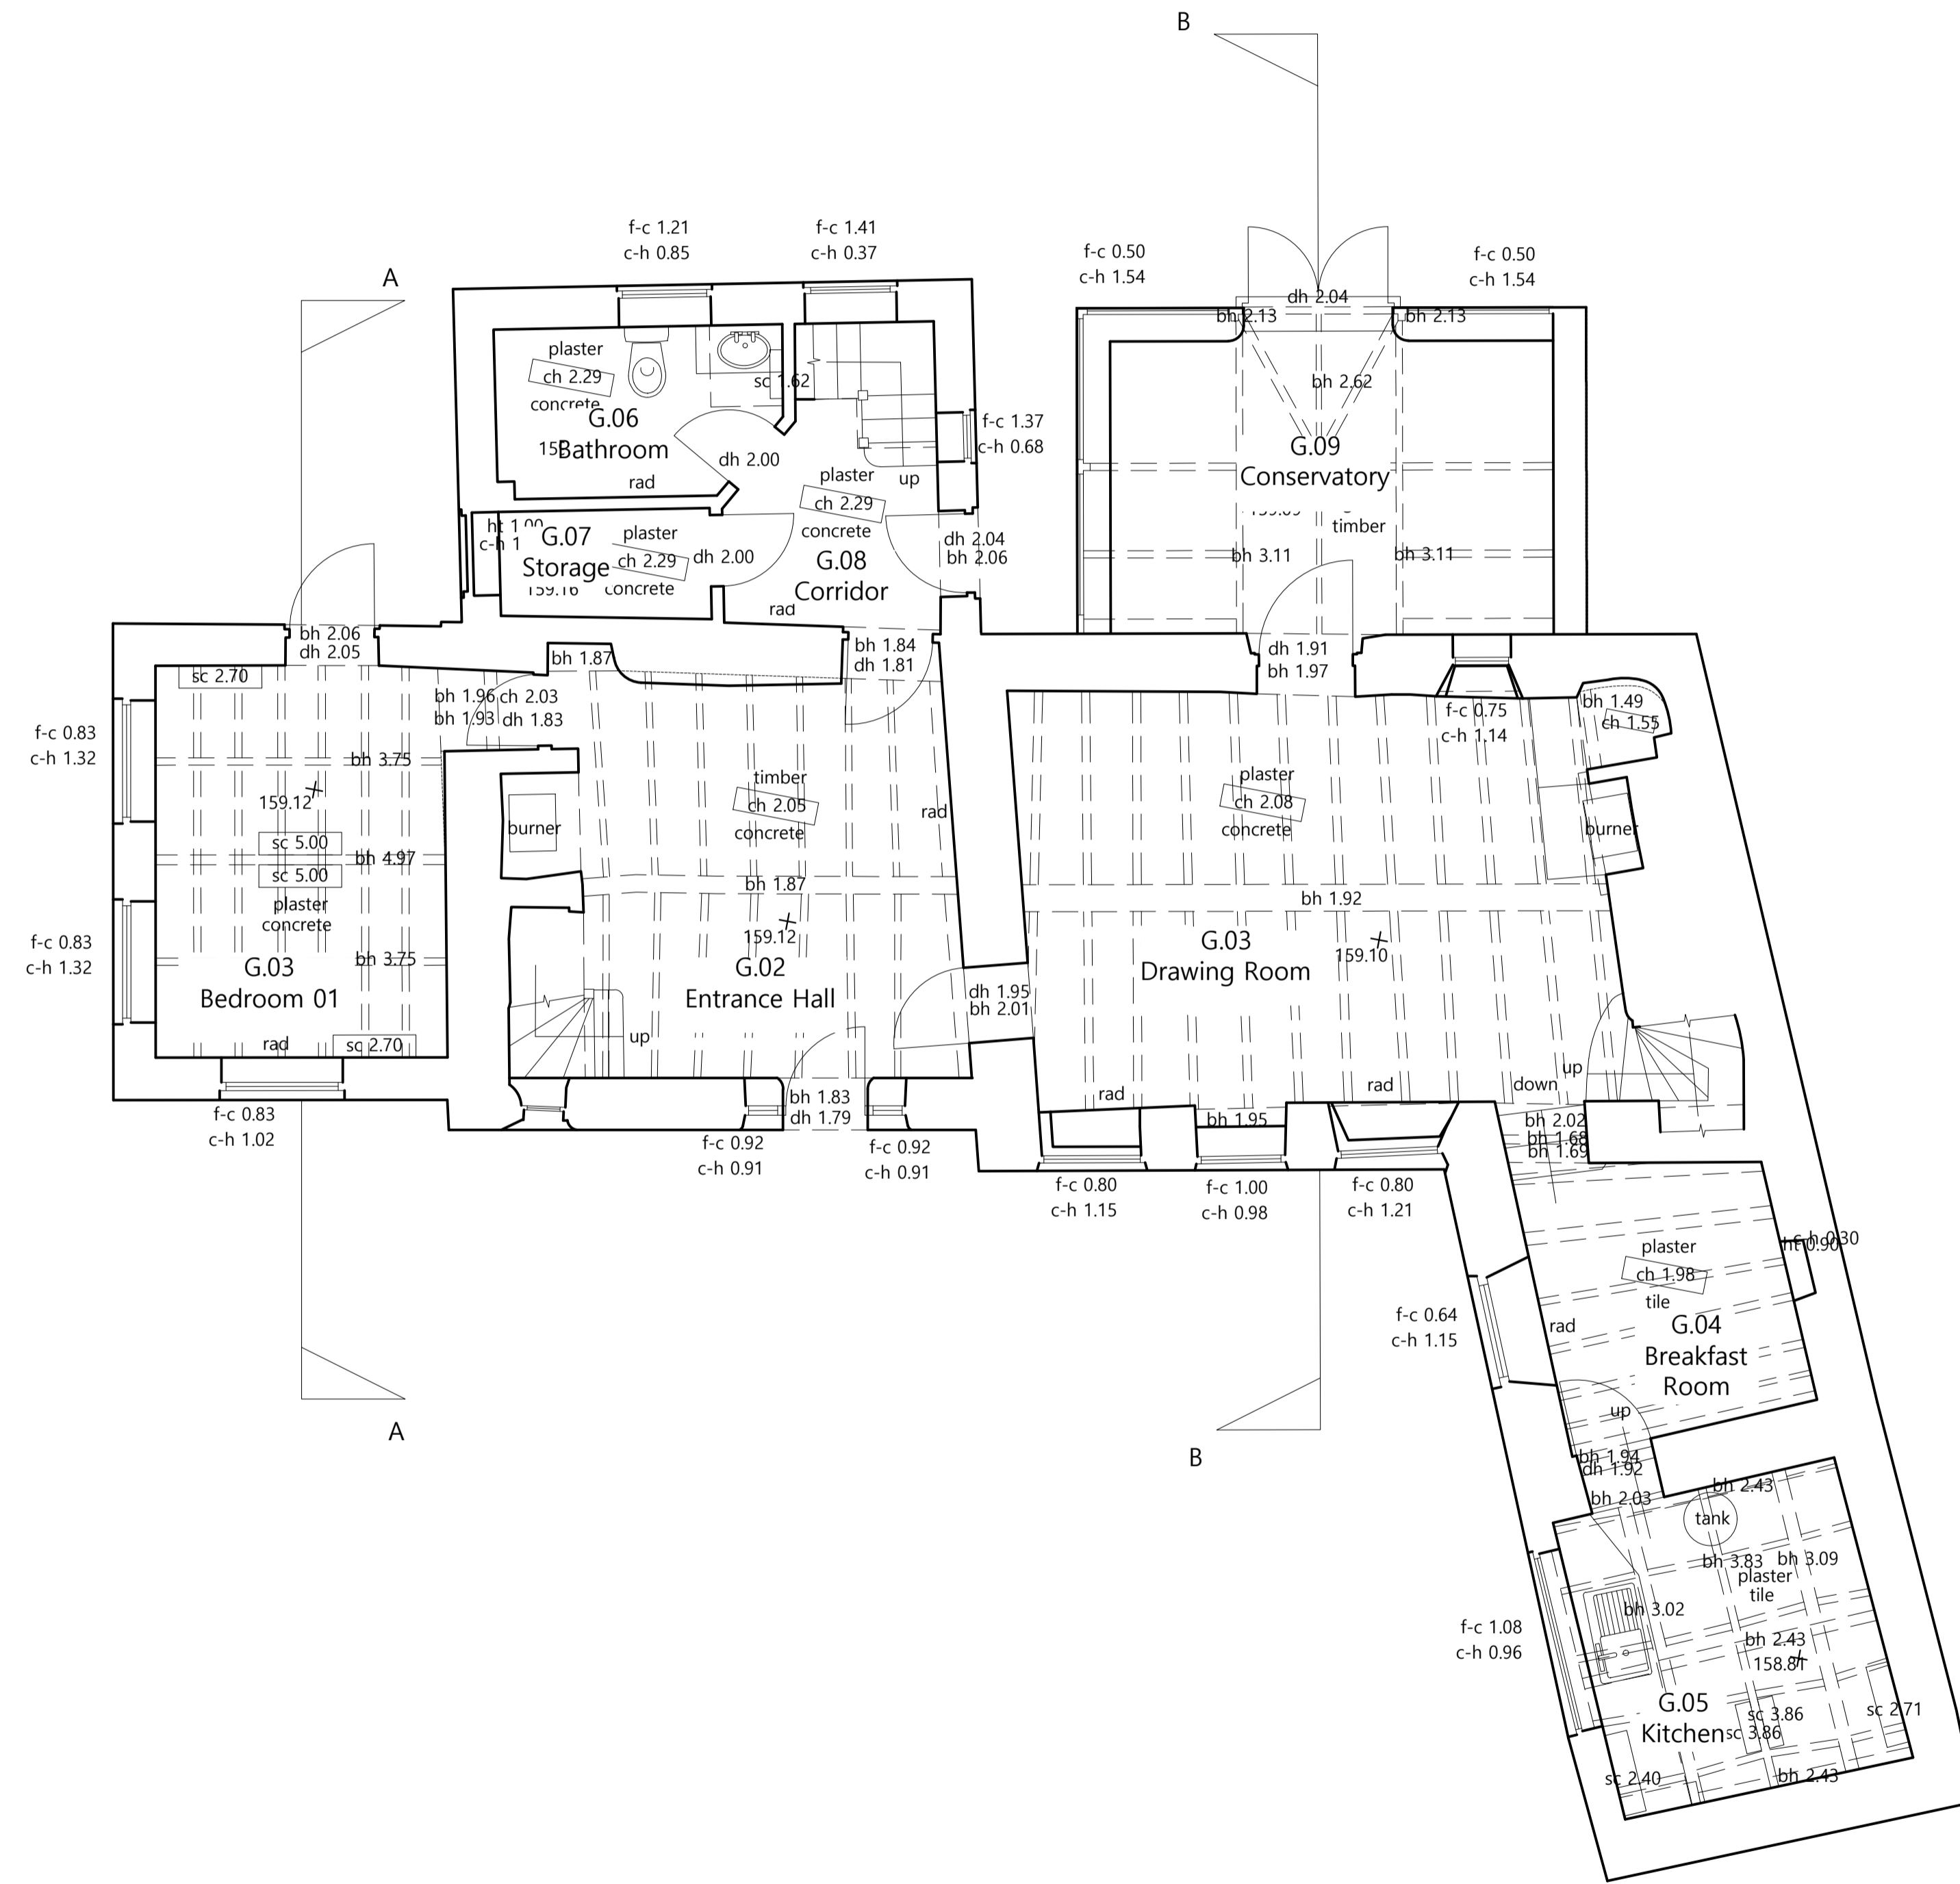 B
A
f-c 1.21
c-h 0.85
f-c 1.41
c-h 0.37
f-c 0.50
c-h 1.54
f-c 0.50
c-h 1.54
dh 2.04
bh 2.13
bh 2.13
bh 2.62
plaster
ch 2.29
concrete
G.06
Bathroom
rad
sc 1.62
dh 2.00
f-c 1.37
c-h 0.68
up
plaster
ch 2.29
concrete
G.08
Corridor
rad
dh 2.04
bh 2.06
ht 1.00
c-h 1
G.07
Storage
159.16
plaster
ch 2.29
concrete
dh 2.00
G.09
Conservatory
timber
bh 3.11
bh 3.11
bh 2.06
dh 2.05
sc 2.70
bh 1.96
bh 1.93
ch 2.03
dh 1.83
bh 1.87
bh 1.84
dh 1.81
dh 1.91
bh 1.97
f-c 0.75
c-h 1.14
bh 1.49
ch 1.55
f-c 0.83
c-h 1.32
bh 3.75
159.12
sc 5.00
bh 4.97
sc 5.00
plaster
concrete
bh 3.75
G.03
Bedroom 01
rad
sc 2.70
f-c 0.83
c-h 1.32
f-c 0.83
c-h 1.02
burner
timber
ch 2.05
concrete
rad
bh 1.87
159.12
G.02
Entrance Hall
up
bh 1.83
dh 1.79
f-c 0.92
c-h 0.91
f-c 0.92
c-h 0.91
dh 1.95
bh 2.01
plaster
ch 2.08
concrete
burner
bh 1.92
G.03
Drawing Room
159.10
rad
rad
down
up
bh 1.95
bh 2.02
bh 1.68
bh 1.69
f-c 0.80
c-h 1.15
f-c 1.00
c-h 0.98
f-c 0.80
c-h 1.21
c-h 0.30
ht 0.90
plaster
ch 1.98
tile
rad
G.04
Breakfast
Room
f-c 0.64
c-h 1.15
up
bh 1.94
dh 1.92
bh 2.03
bh 2.43
tank
bh 3.83
bh 3.09
plaster
tile
bh 3.02
bh 2.43
158.81
f-c 1.08
c-h 0.96
G.05
Kitchen
sc 3.86
sc 3.86
sc 2.71
sc 2.40
bh 2.43
A
B